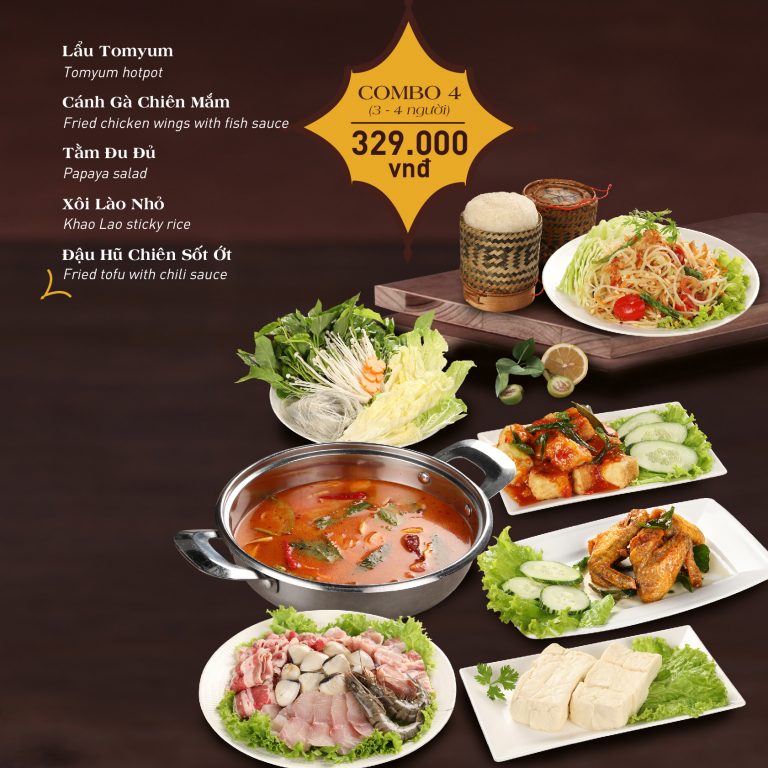 Lẩu Tomyum
Tomyum hotpot
Cánh Gà Chiên Mắm
Fried chicken wings with fish sauce
Tằm Đu Đủ
Papaya salad
Xôi Lào Nhỏ
Khao Lao sticky rice
Đậu Hũ Chiên Sốt Ớt
Fried tofu with chili sauce
COMBO 4
(3 - 4 người)
329.000
vnđ